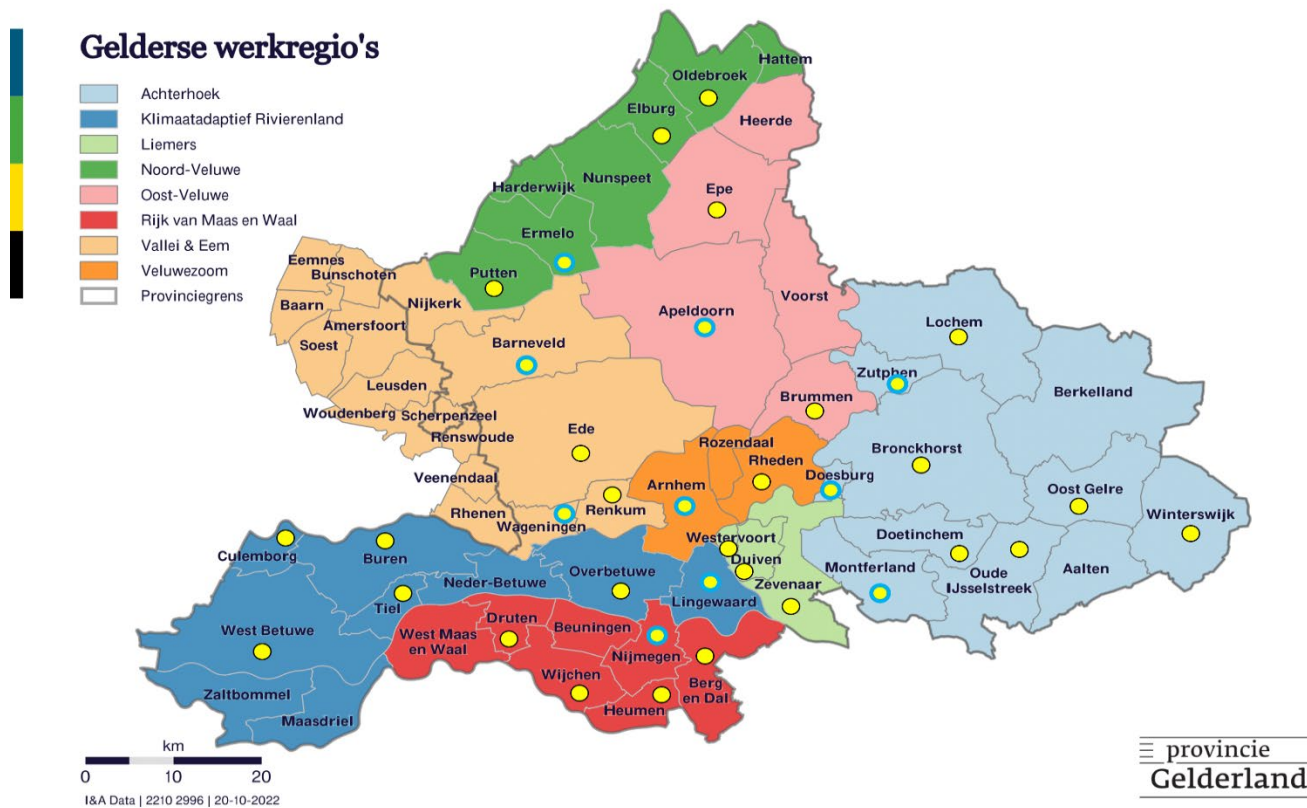 Gelderse werkregio's
Achterhoek
Klimaatadaptief Rivierenland
Liemers
Noord-Veluwe
Oost-Veluwe
Rijk van Maas en Waal
Vallei & Eem
Veluwezoom
Provinciegrens
Hattem
Oldebroek
Elburg
Heerde
Nunspeet
Harderwijk
Epe
Ermelo
Putten
Eemnes
Bunschoten
Nijkerk
Baarn
Amersfoort
Soest
Barneveld
Apeldoorn
Voorst
Lochem
Leusden
Zutphen
Berkelland
Brummen
Woudenberg
Scherpenzeel
Renswoude
Ede
Rozendaal
Bronckhorst
Rheden
Veenendaal
Arnhem
Doesburg
Oost Gelre
Rhenen
Wageningen
Renkum
Winterswijk
Culemborg
Buren
Westervoort
Doetinchem
Duiven
Montferland
Oude
IJsselstreek
Aalten
Neder-Betuwe
Overbetuwe
Zevenaar
Tiel
Lingewaard
West Betuwe
Druten
Beuningen
West Maas
en Waal
Nijmegen
Wijchen
Berg
en Dal
Zaltbommel
Heumen
Maasdriel
km
0 10 20
I&A Data | 2210 2996 | 20-10-2022
provincie
Gelderland